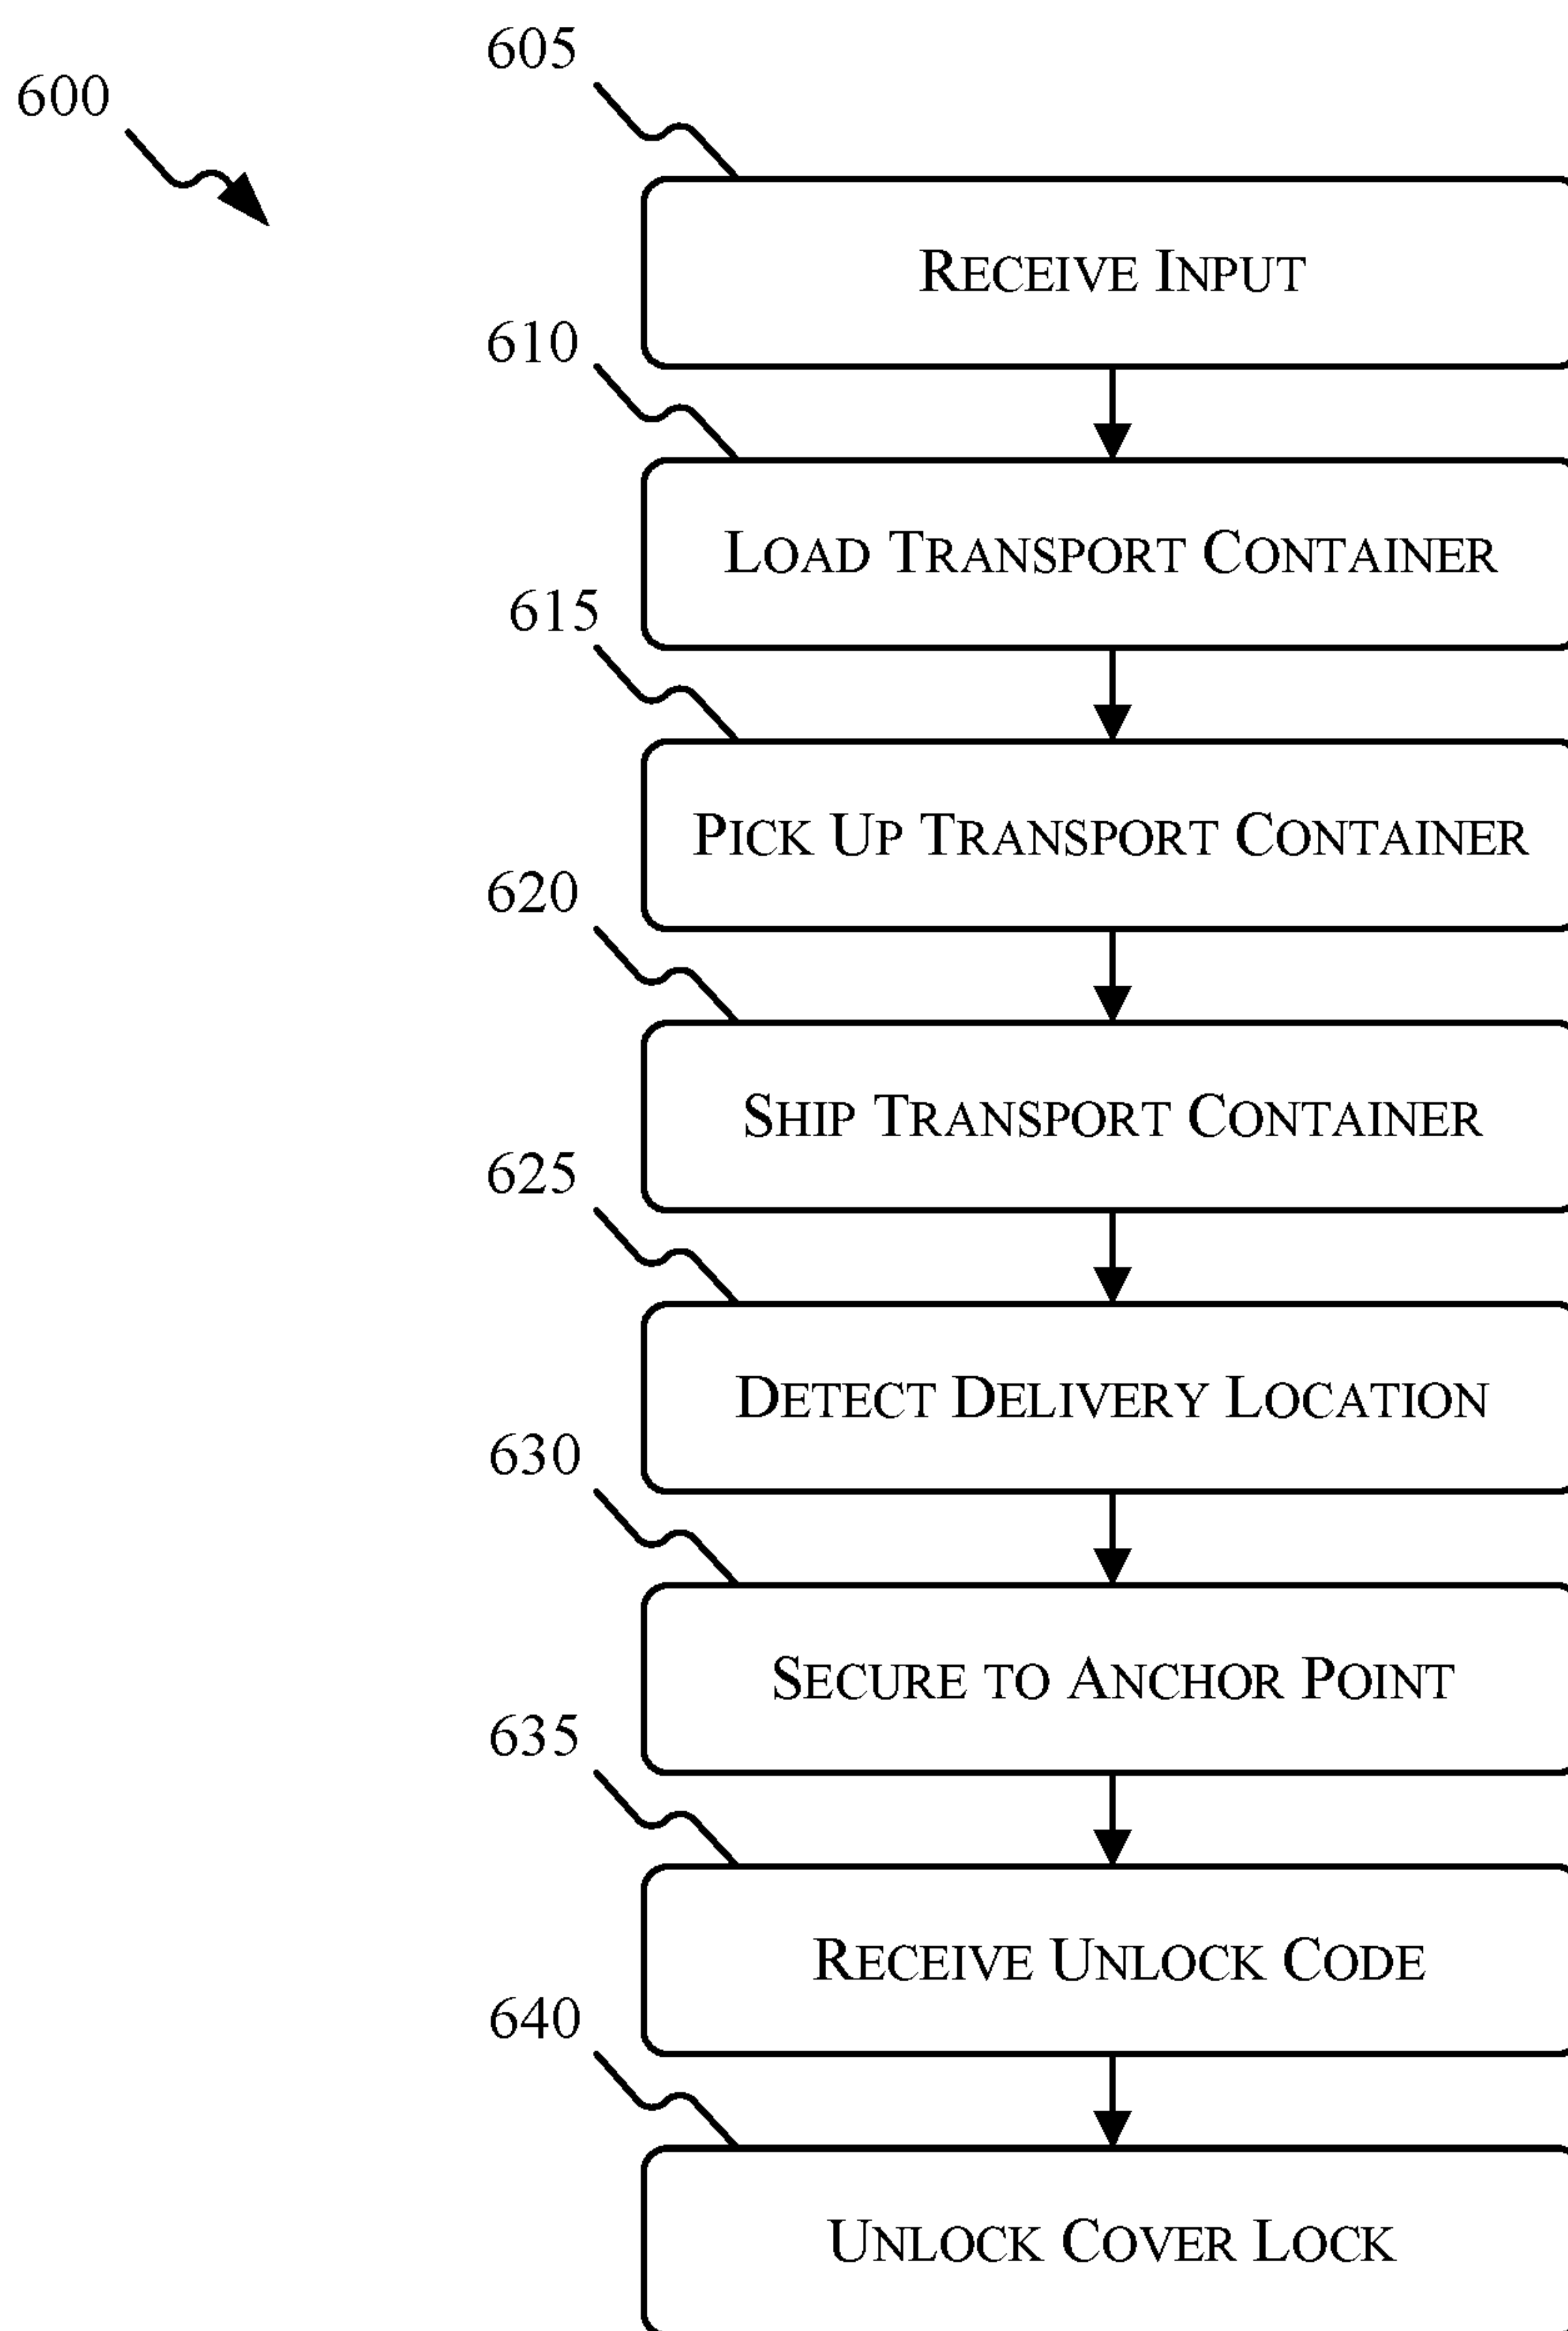 600
605
RECEIVE INPUT
610
LOAD TRANSPORT CONTAINER
615
PICK UP TRANSPORT CONTAINER
620
SHIP TRANSPORT CONTAINER
625
DETECT DELIVERY LOCATION
630
SECURE TO ANCHOR POINT
635
RECEIVE UNLOCK CODE
640
UNLOCK COVER LOCK